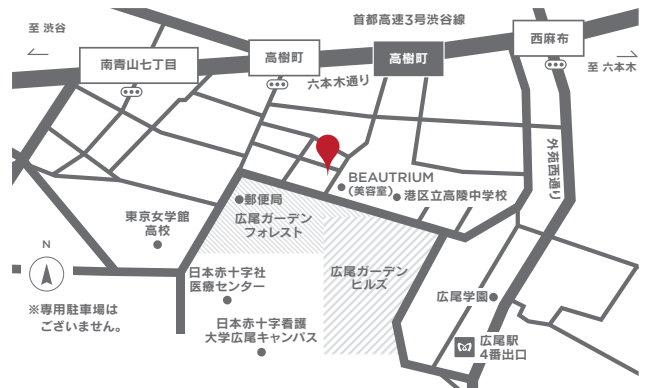 首都高速3号渋谷線
至 渋谷
西麻布
高樹町
高樹町
南青山七丁目
至 六本木
六本木通り
外苑西通り
BEAUTRIUM
(美容室)
港区立高陵中学校
郵便局
広尾ガーデン
フォレスト
東京女学館
高校
N
広尾ガーデン
ヒルズ
日本赤十字社
医療センター
広尾学園
※専用駐車場は
ございません。
日本赤十字看護
大学広尾キャンパス
広尾駅
4番出口